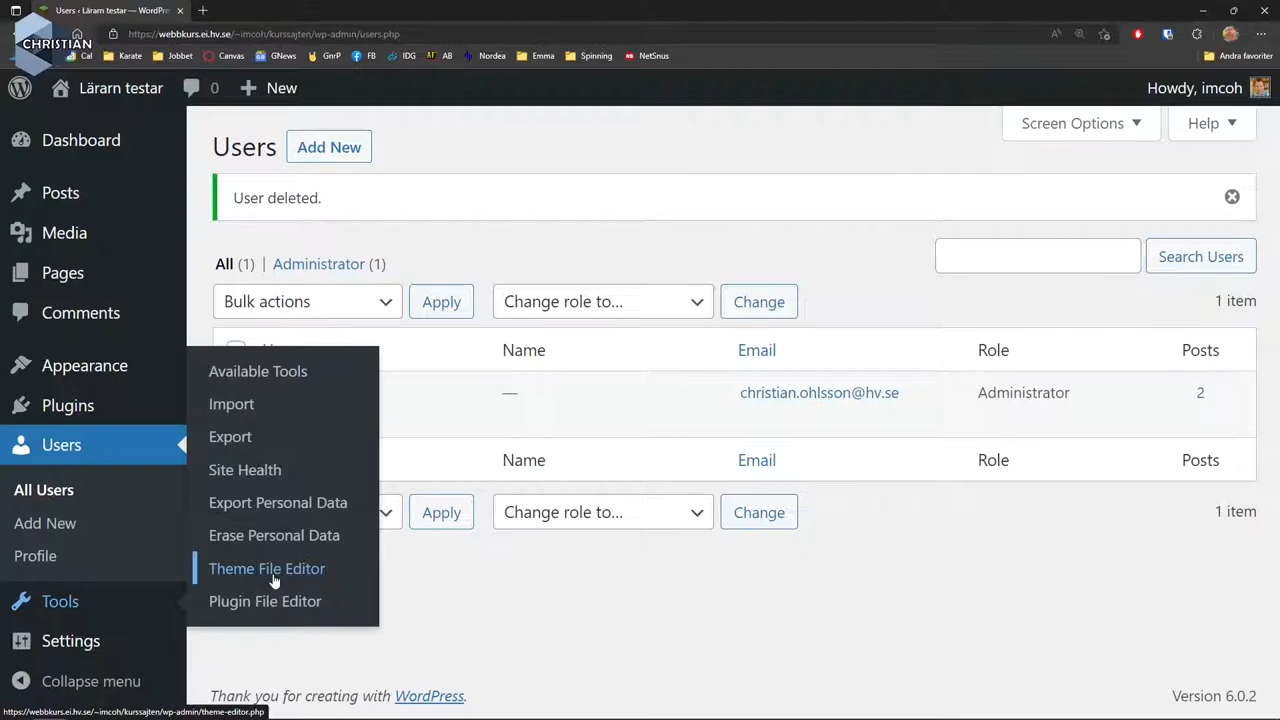 Users ‹ Lärarn testar — WordPre
CHRISTIAN
https://webbkurs.ei.hv.se/~imcoh/kurssajten/wp-admin/users.php
Cal
Karate
Jobbet
Canvas
GNews
GnrP
FB
IDG
AB
Nordea
Emma
Spinning
NetSnus
Andra favoriter
Lärarn testar
0
New
Howdy, imcoh
Dashboard
Posts
Media
Pages
Comments
Appearance
Plugins
Users
All Users
Add New
Profile
Tools
Settings
Collapse menu
Available Tools
Import
Export
Site Health
Export Personal Data
Erase Personal Data
Theme File Editor
Plugin File Editor
Screen Options
Help
Users
Add New
User deleted.
All (1) | Administrator (1)
Search Users
Bulk actions
Apply
Change role to...
Change
1 item
Name
Email
Role
Posts
—
christian.ohlsson@hv.se
Administrator
2
Name
Email
Role
Posts
Apply
Change role to...
Change
1 item
Thank you for creating with WordPress.
Version 6.0.2
https://webbkurs.ei.hv.se/~imcoh/kurssajten/wp-admin/theme-editor.php